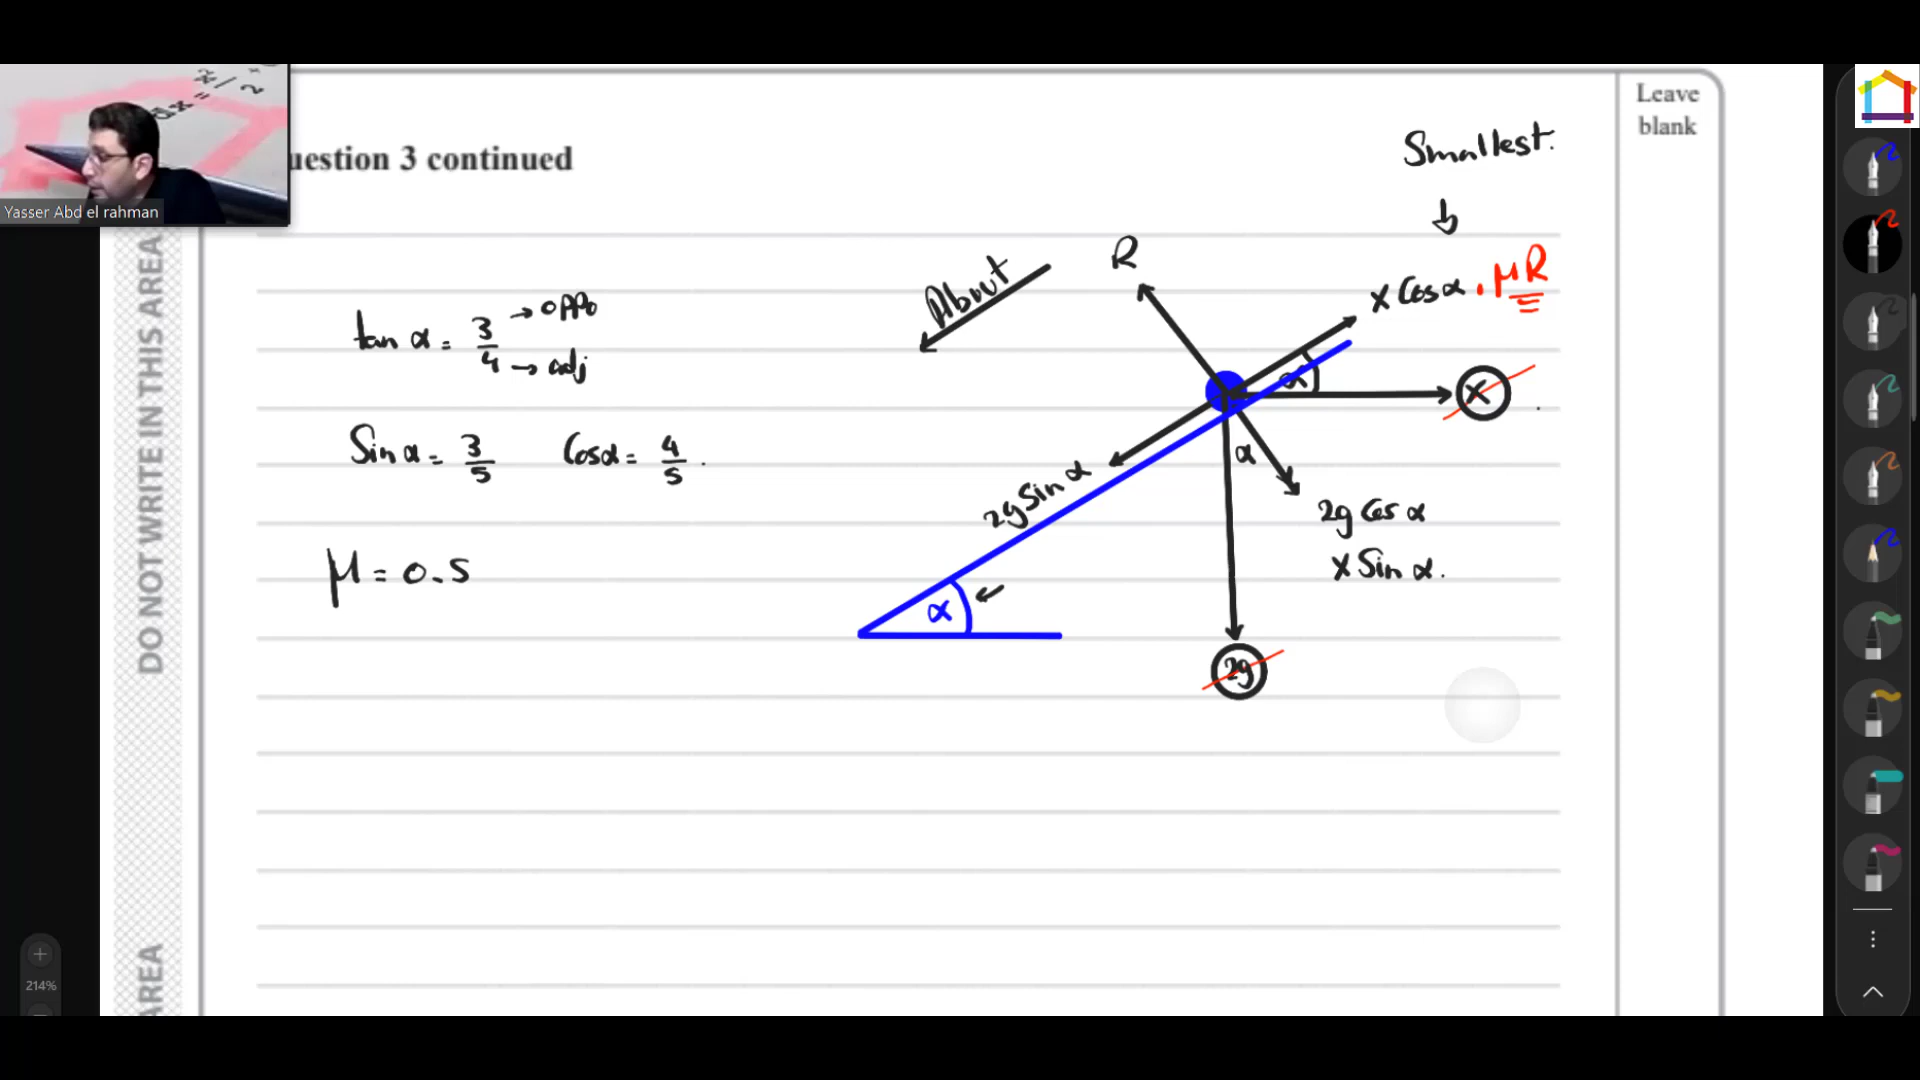 Leave
blank
Smallest.
uestion 3 continued
Yasser Abd el rahman
DO NOT WRITE IN THIS AREA
R
About
x Cosα . μR
tan α = 3/4 → oppo
→ adj
α
x
Sin α = 3/5 Cosα = 4/5 .
α
2g Sin α
2g Cos α
x Sin α.
μ = 0.5
α
2g
AREA
214%